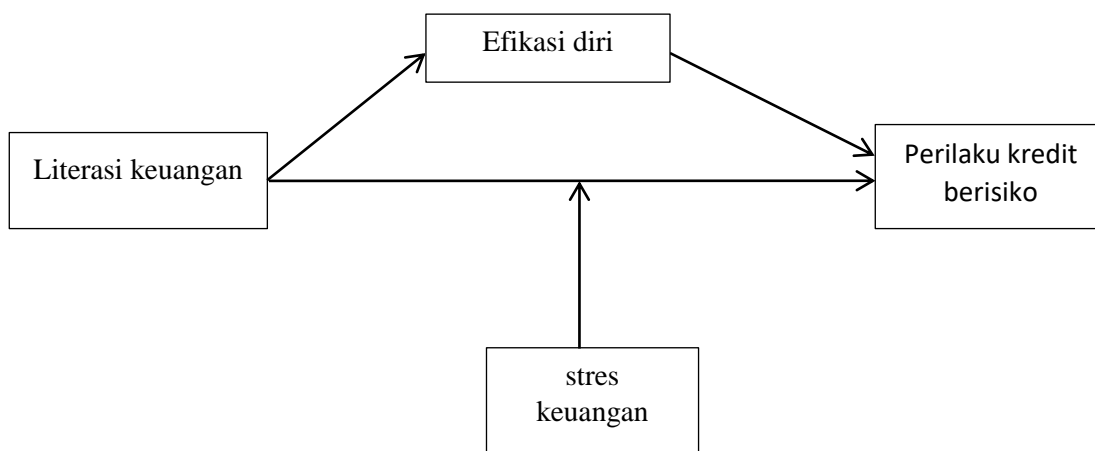 Efikasi diri
Literasi keuangan
Perilaku kredit
berisiko
stres
keuangan